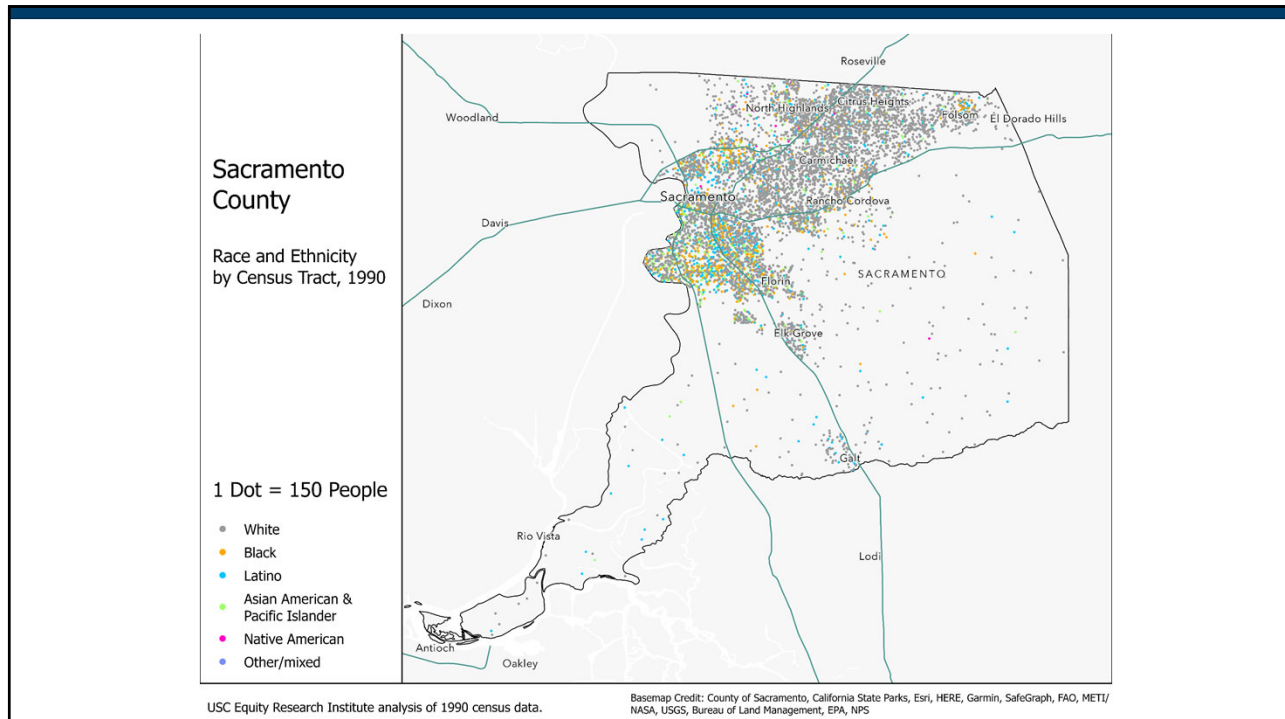 Sacramento
County
Race and Ethnicity
by Census Tract, 1990
1 Dot = 150 People
White
Black
Latino
Asian American &
Pacific Islander
Native American
Other/mixed
Roseville
Citrus Heights
North Highlands
Folsom
El Dorado Hills
Woodland
Carmichael
Sacramento
Rancho Cordova
Davis
SACRAMENTO
Florin
Dixon
Elk Grove
Galt
Rio Vista
Lodi
Antioch
Oakley
USC Equity Research Institute analysis of 1990 census data.
Basemap Credit: County of Sacramento, California State Parks, Esri, HERE, Garmin, SafeGraph, FAO, METI/
NASA, USGS, Bureau of Land Management, EPA, NPS